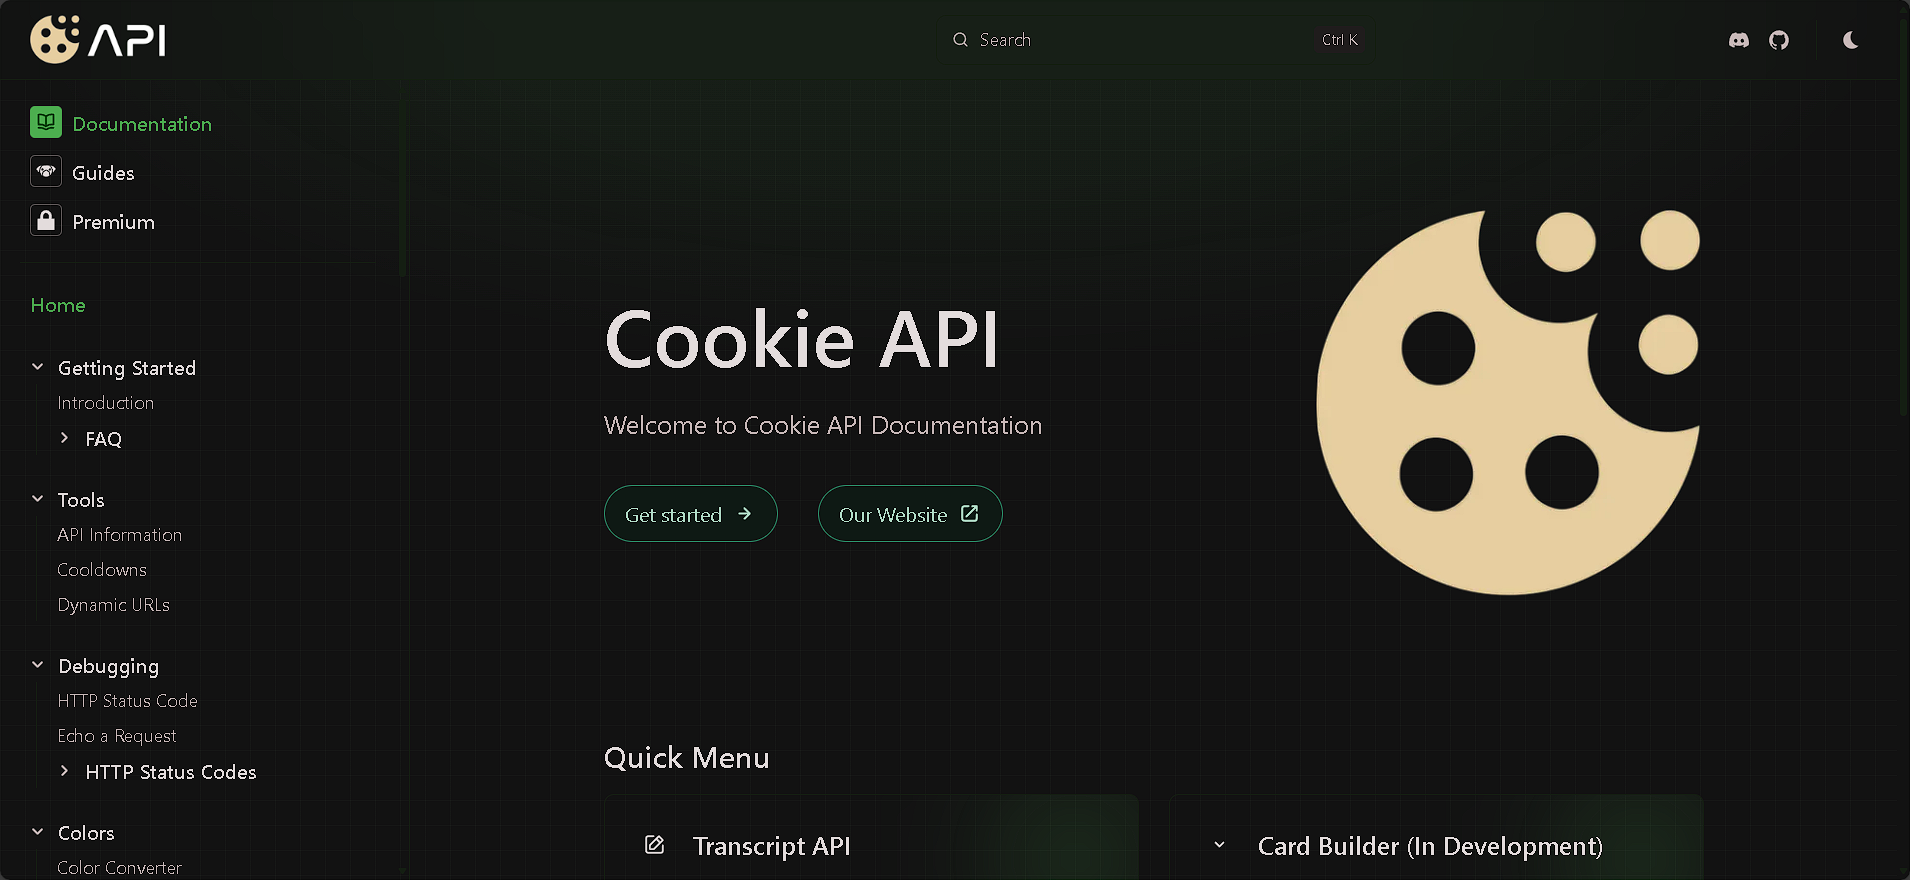 API
Search
Ctrl K
Documentation
Guides
Premium
Home
Getting Started
Introduction
FAQ
Tools
API Information
Cooldowns
Dynamic URLs
Debugging
HTTP Status Code
Echo a Request
HTTP Status Codes
Colors
Color Converter
Cookie API
Welcome to Cookie API Documentation
Get started
Our Website
Quick Menu
Transcript API
Card Builder (In Development)